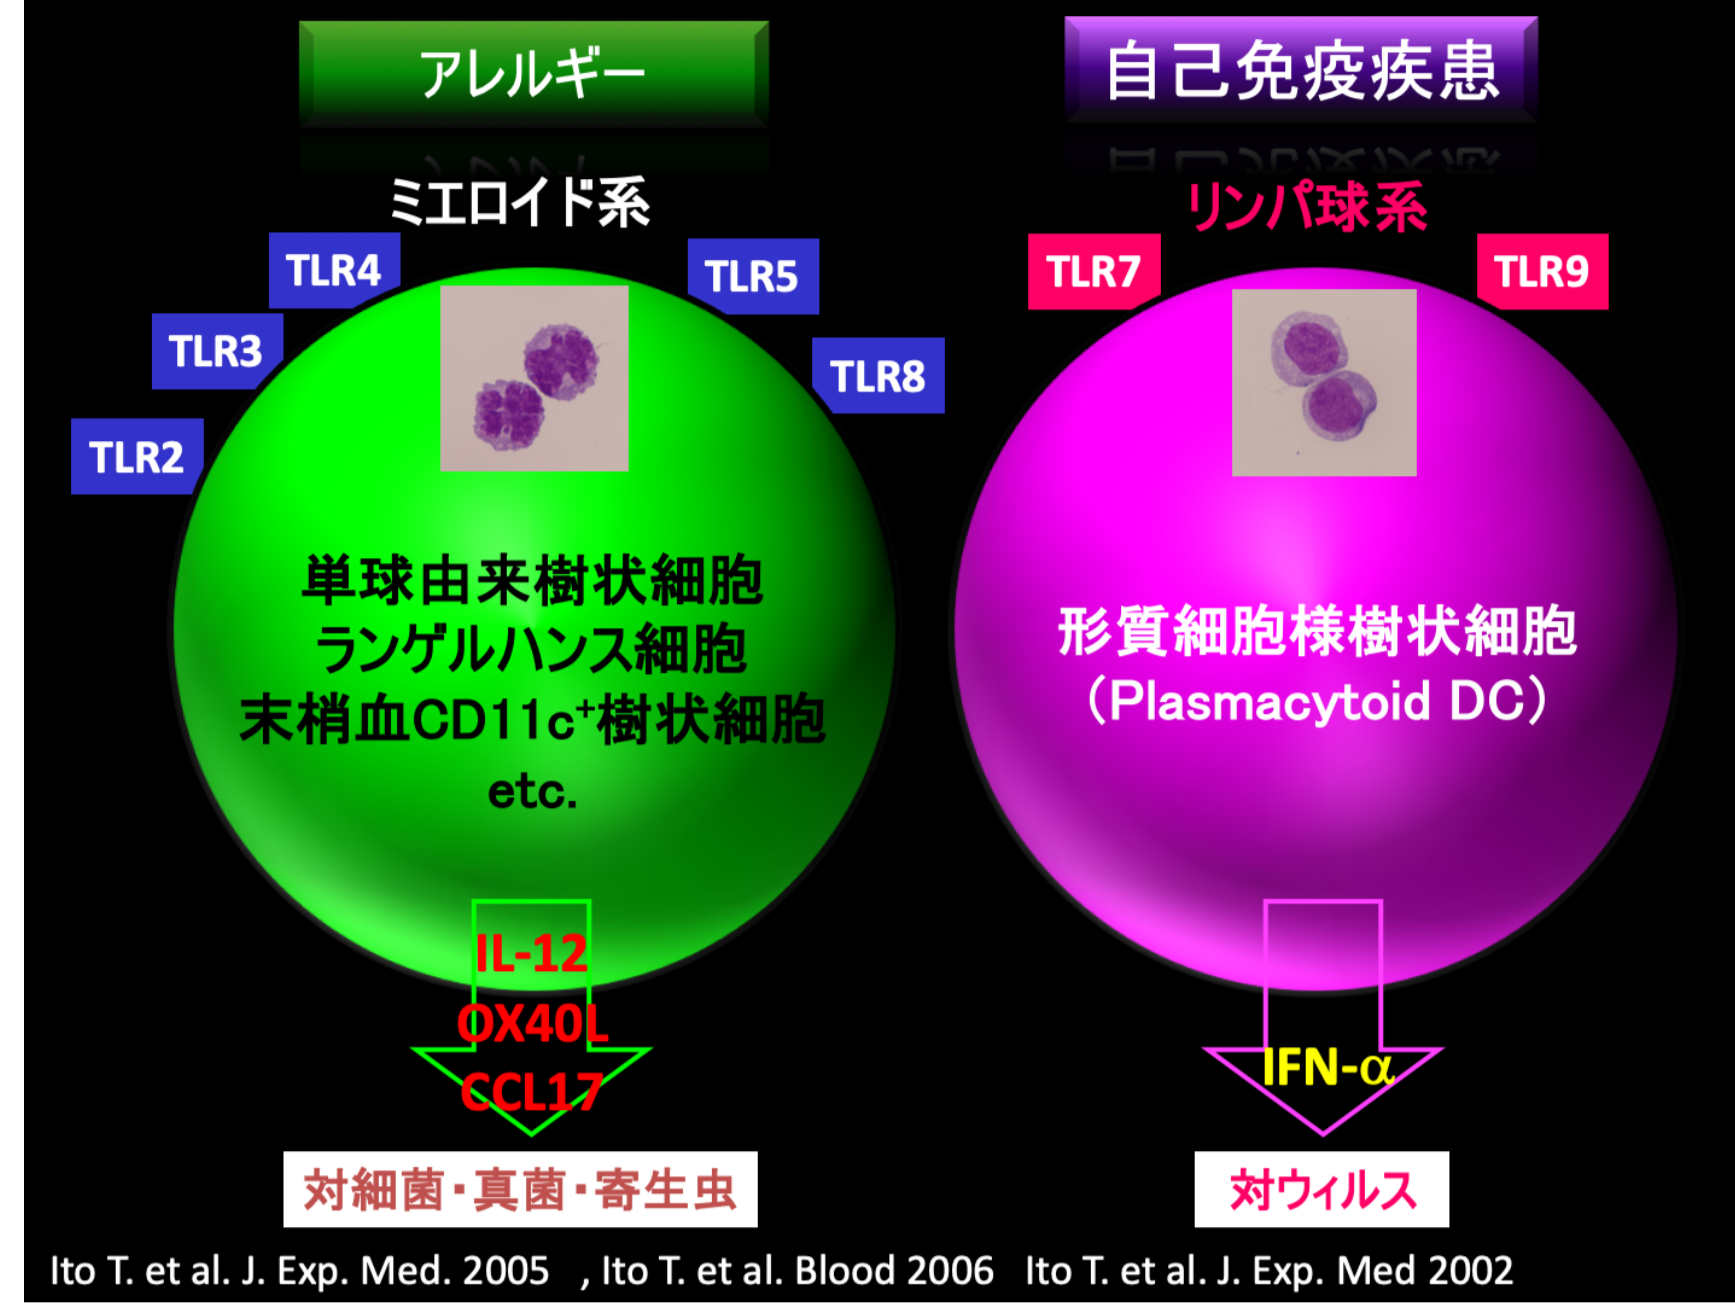 アレルギー
ミエロイド系
TLR4
TLR5
TLR3
TLR8
TLR2
単球由来樹状細胞
ランゲルハンス細胞
末梢血CD11c⁺樹状細胞
etc.
IL-12
OX40L
CCL17
対細菌・真菌・寄生虫
自己免疫疾患
リンパ球系
TLR7
TLR9
形質細胞様樹状細胞
（Plasmacytoid DC）
IFN-α
対ウィルス
Ito T. et al. J. Exp. Med. 2005 , Ito T. et al. Blood 2006 Ito T. et al. J. Exp. Med 2002